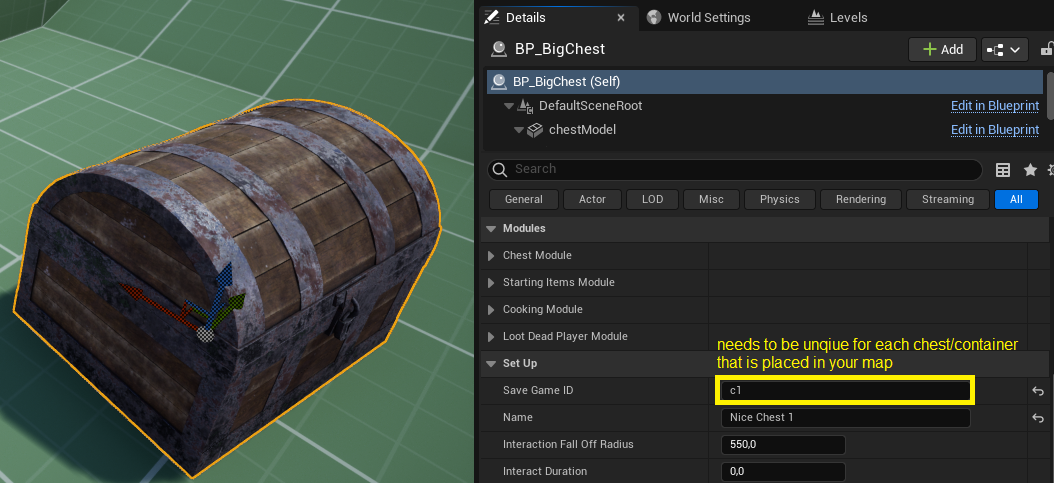 Details
World Settings
Levels
BP_BigChest
Add
BP_BigChest (Self)
DefaultSceneRoot Edit in Blueprint
chestModel Edit in Blueprint
Search
General Actor LOD Misc Physics Rendering Streaming All
Modules
Chest Module
Starting Items Module
Cooking Module
Loot Dead Player Module
needs to be unqiue for each chest/container
that is placed in your map
Set Up
Save Game ID c1
Name Nice Chest 1
Interaction Fall Off Radius 550,0
Interact Duration 0,0